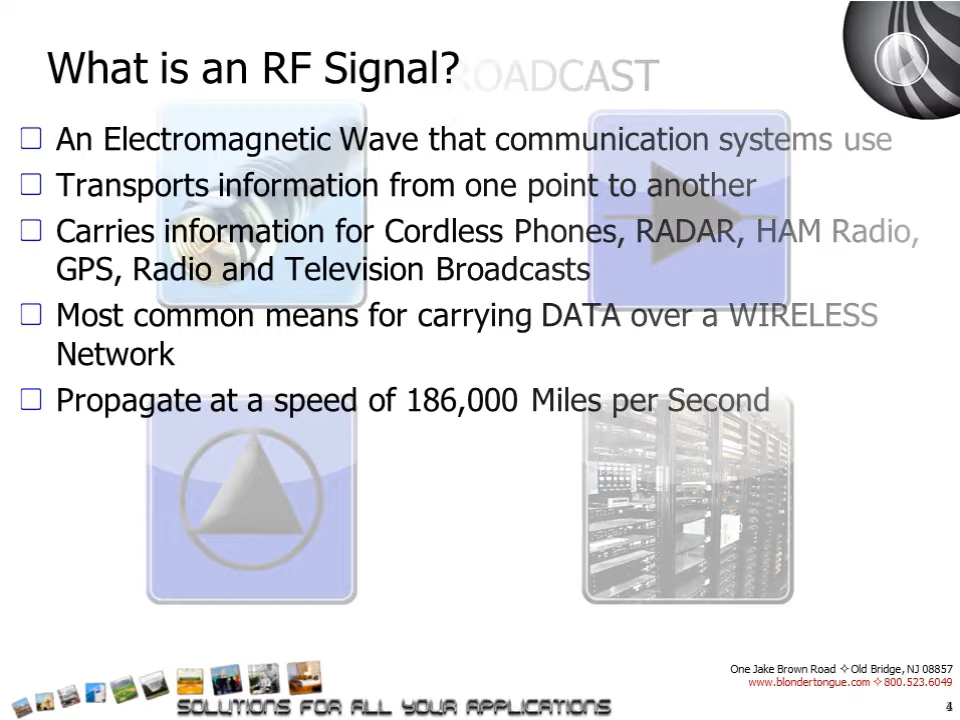 What is an RF Signal?
ROADCAST
An Electromagnetic Wave that communication systems use
Transports information from one point to another
Carries information for Cordless Phones, RADAR, HAM Radio,
GPS, Radio and Television Broadcasts
Most common means for carrying DATA over a WIRELESS
Network
Propagate at a speed of 186,000 Miles per Second
One Jake Brown Road ✧ Old Bridge, NJ 08857
www.blondertongue.com ✧ 800.523.6049
SOLUTIONS FOR ALL YOUR APPLICATIONS